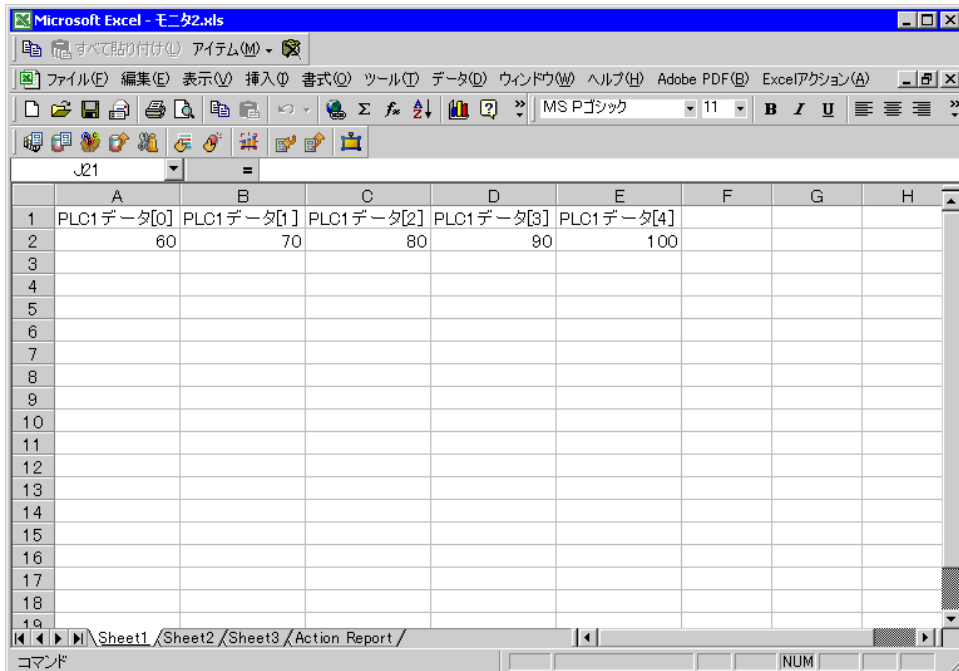 Microsoft Excel - モニタ2.xls
すべて貼り付け(L) アイテム(M)
ファイル(F) 編集(E) 表示(V) 挿入(I) 書式(O) ツール(T) データ(D) ウィンドウ(W) ヘルプ(H) Adobe PDF(B) Excelアクション(A)
MS Pゴシック 11 B I U
J21 =
A B C D E F G H
1 PLC1データ[0] PLC1データ[1] PLC1データ[2] PLC1データ[3] PLC1データ[4]
2 60 70 80 90 100
3
4
5
6
7
8
9
10
11
12
13
14
15
16
17
18
19
Sheet1 Sheet2 Sheet3 Action Report
コマンド NUM